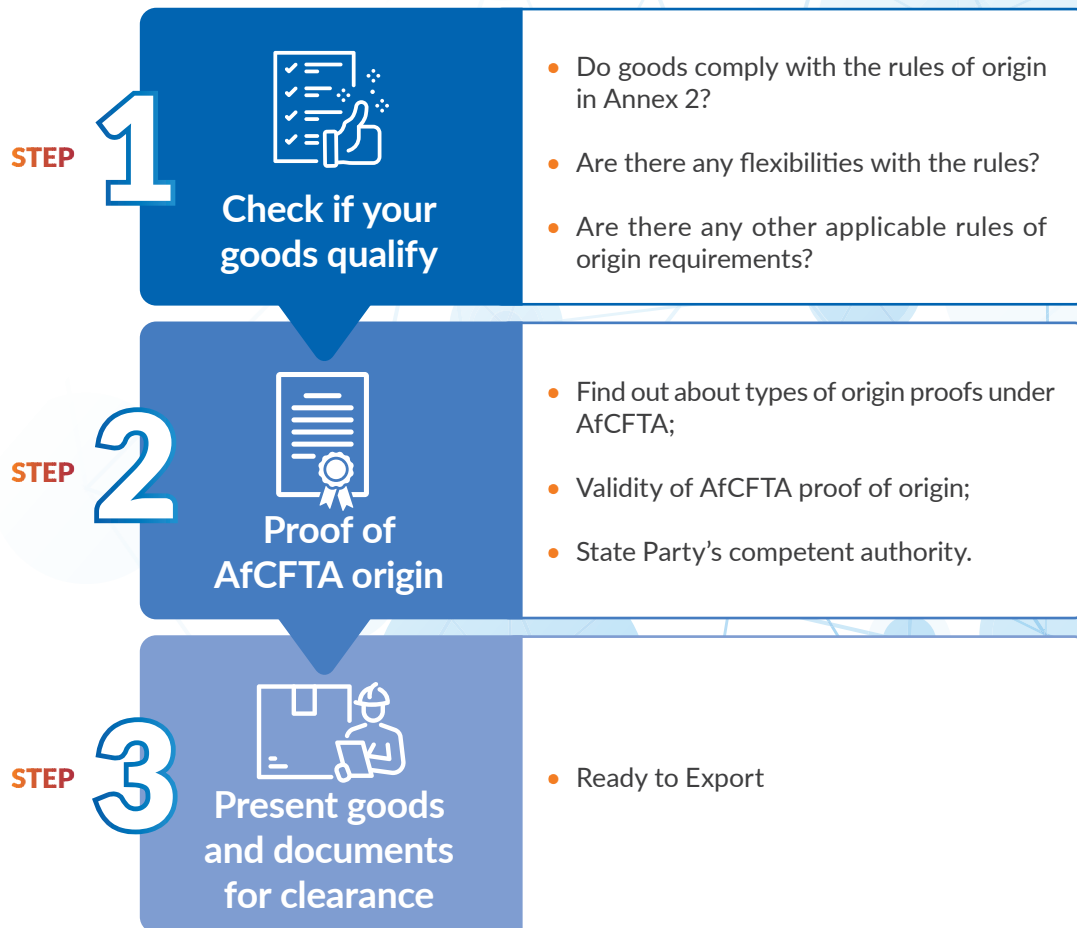 STEP
1
Check if your
goods qualify
• Do goods comply with the rules of origin
in Annex 2?
• Are there any flexibilities with the rules?
• Are there any other applicable rules of
origin requirements?
STEP
2
Proof of
AfCFTA origin
• Find out about types of origin proofs under
AfCFTA;
• Validity of AfCFTA proof of origin;
• State Party’s competent authority.
STEP
3
Present goods
and documents
for clearance
• Ready to Export